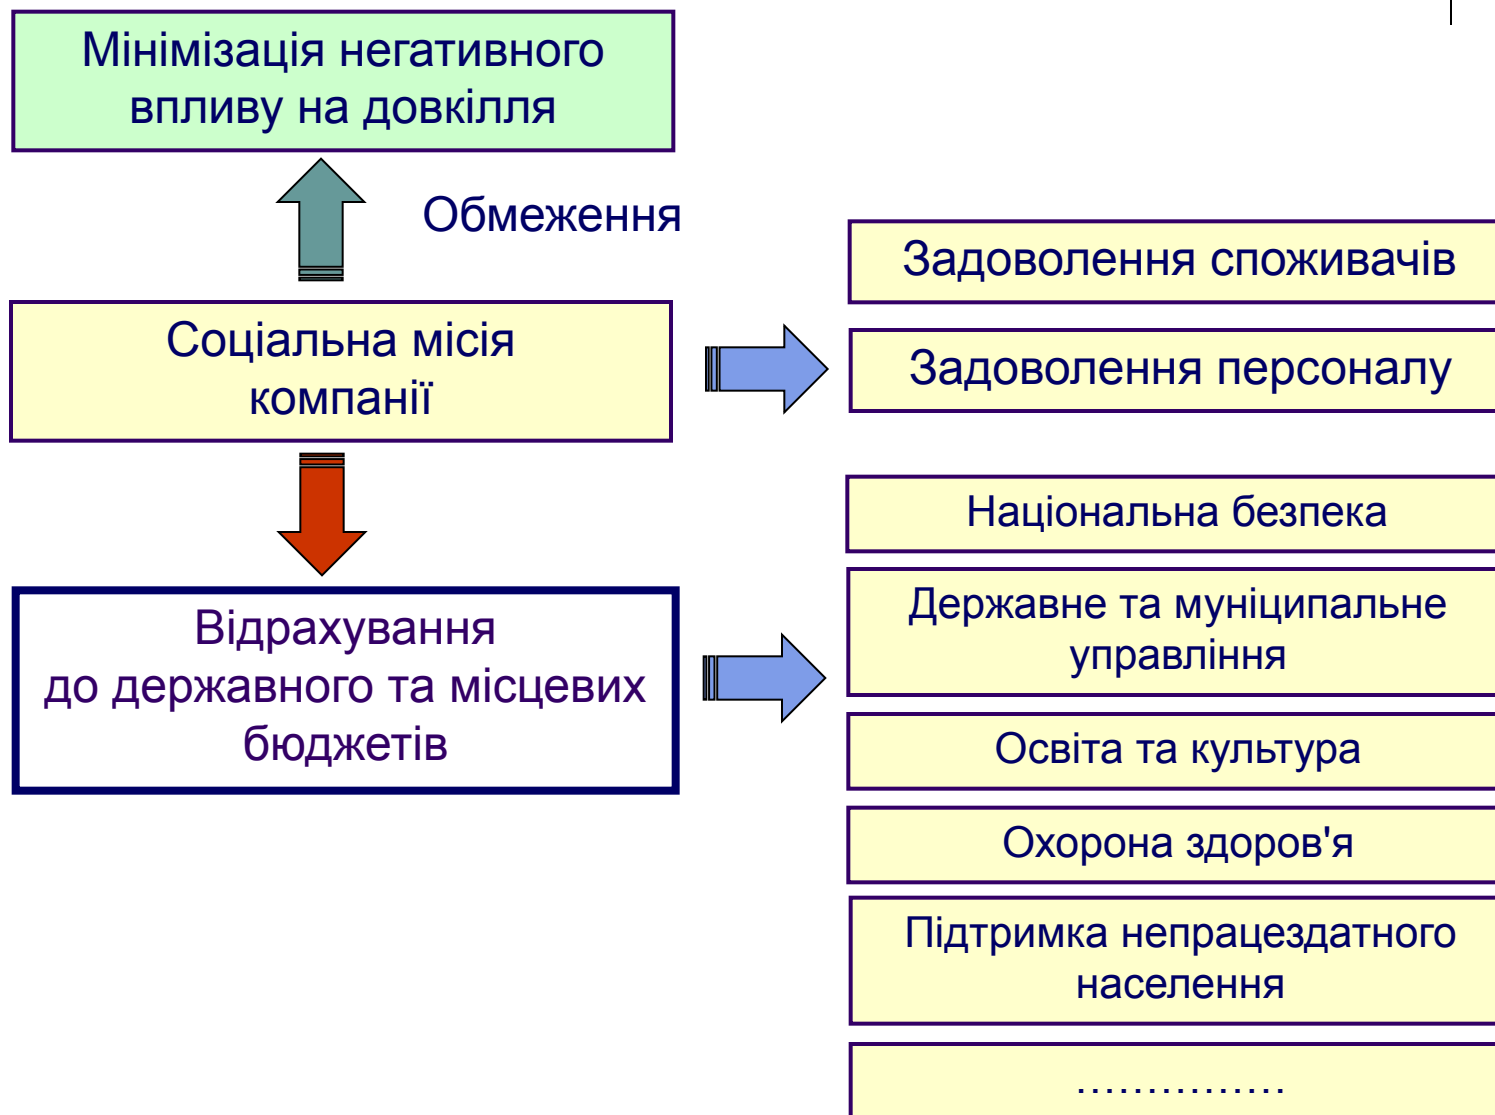 Мінімізація негативного
впливу на довкілля
Обмеження
Соціальна місія
компанії
Задоволення споживачів
Задоволення персоналу
Відрахування
до державного та місцевих
бюджетів
Національна безпека
Державне та муніципальне
управління
Освіта та культура
Охорона здоров'я
Підтримка непрацездатного
населення
……………